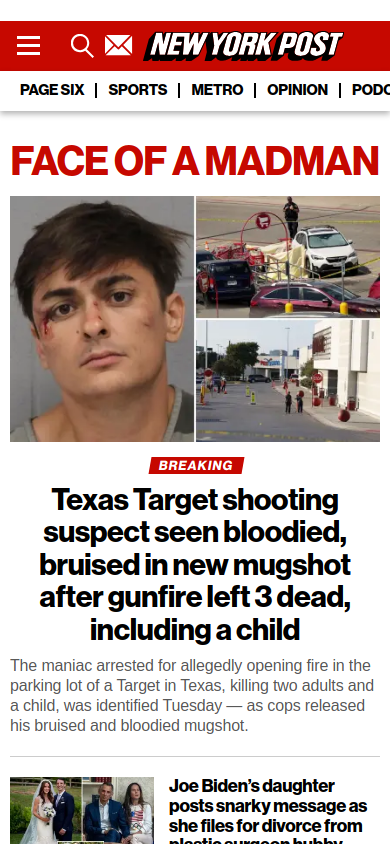 NEW YORK POST
PAGE SIX | SPORTS | METRO | OPINION | PODC
FACE OF A MADMAN
BREAKING
Texas Target shooting
suspect seen bloodied,
bruised in new mugshot
after gunfire left 3 dead,
including a child
The maniac arrested for allegedly opening fire in the
parking lot of a Target in Texas, killing two adults and
a child, was identified Tuesday — as cops released
his bruised and bloodied mugshot.
Joe Biden’s daughter
posts snarky message as
she files for divorce from
plastic surgeon hubby